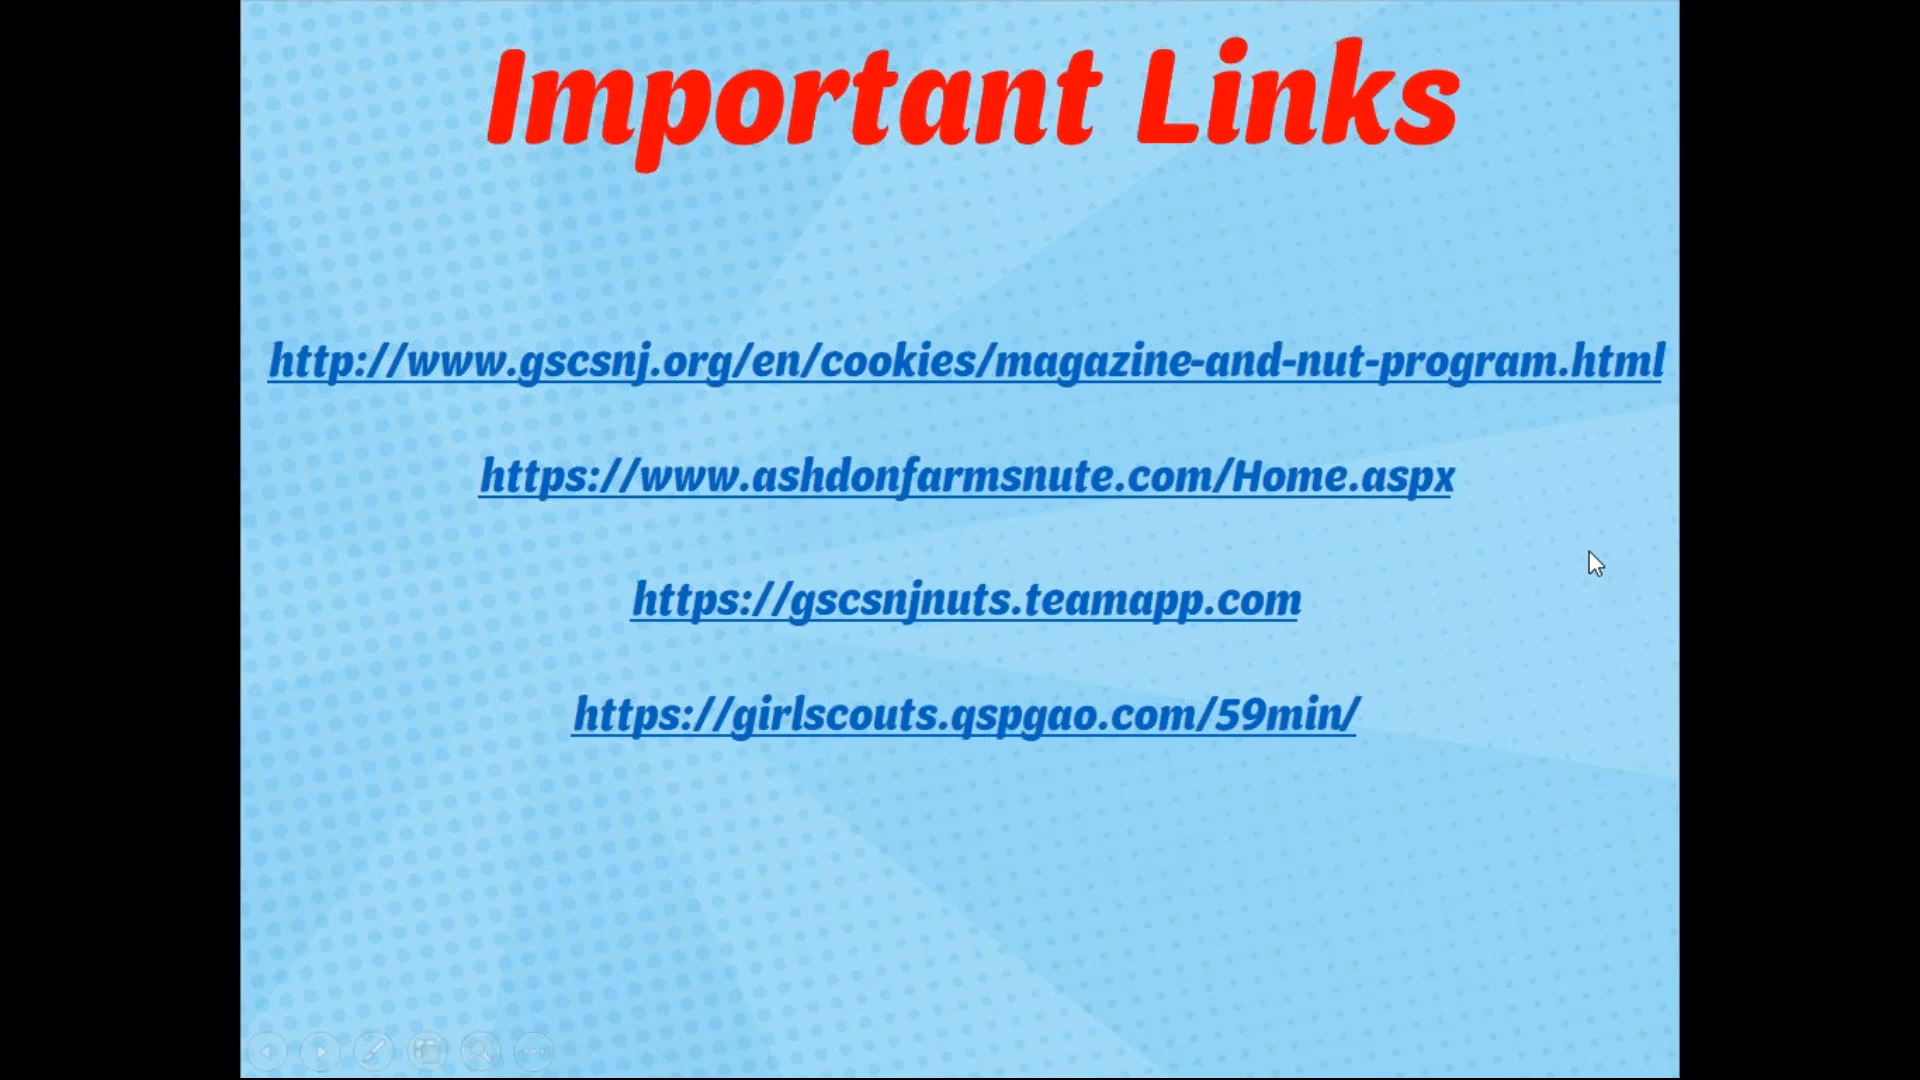 Important Links
http://www.gscsnj.org/en/cookies/magazine-and-nut-program.html
https://www.ashdonfarmsnute.com/Home.aspx
https://gscsnjnuts.teamapp.com
https://girlscouts.qspgao.com/59min/